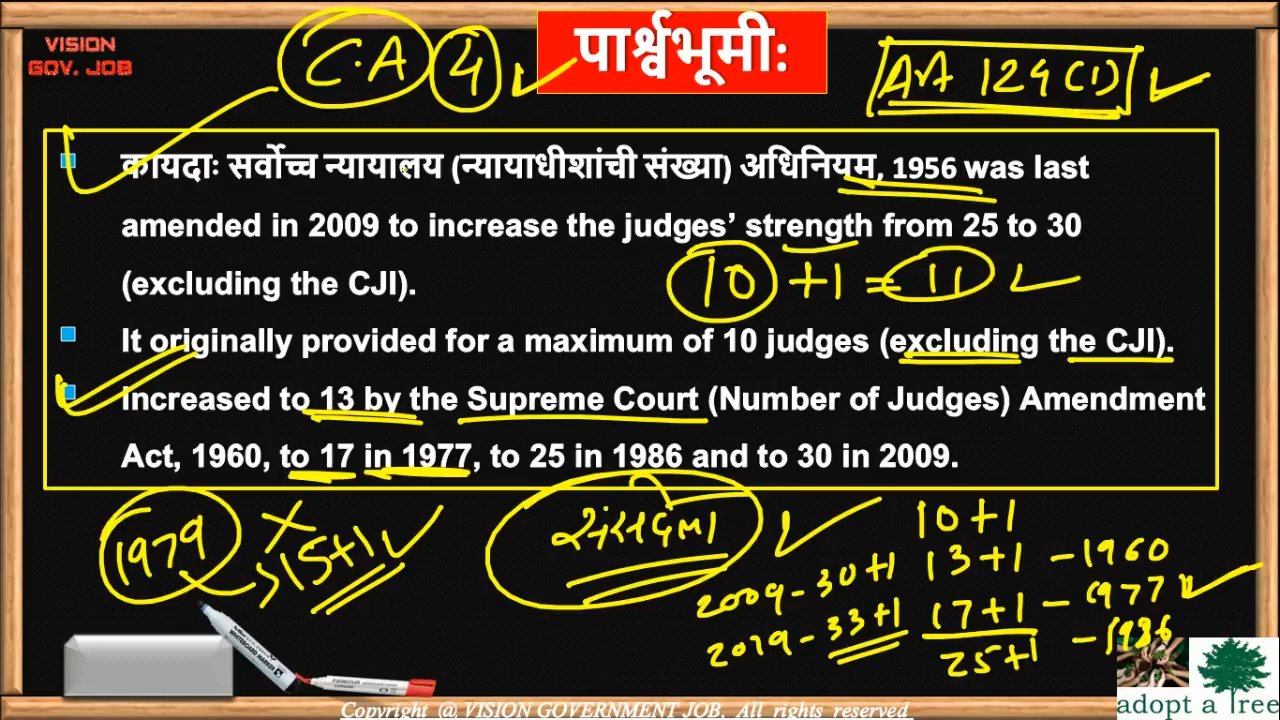 VISION
GOV. JOB
C.A 4
पार्श्वभूमीः
Art 124 (1)
कायदाः सर्वोच्च न्यायालय (न्यायाधीशांची संख्या) अधिनियम, 1956 was last
amended in 2009 to increase the judges’ strength from 25 to 30
(excluding the CJI).
10 +1 = 11
It originally provided for a maximum of 10 judges (excluding the CJI).
Increased to 13 by the Supreme Court (Number of Judges) Amendment
Act, 1960, to 17 in 1977, to 25 in 1986 and to 30 in 2009.
1979
15+1
10+1
13+1 - 1960
17+1 - 1977
25+1 - 1986
2009 - 30+1
2019 - 33+1
Copyright @ VISION GOVERNMENT JOB, All rights reserved
adopt a tree